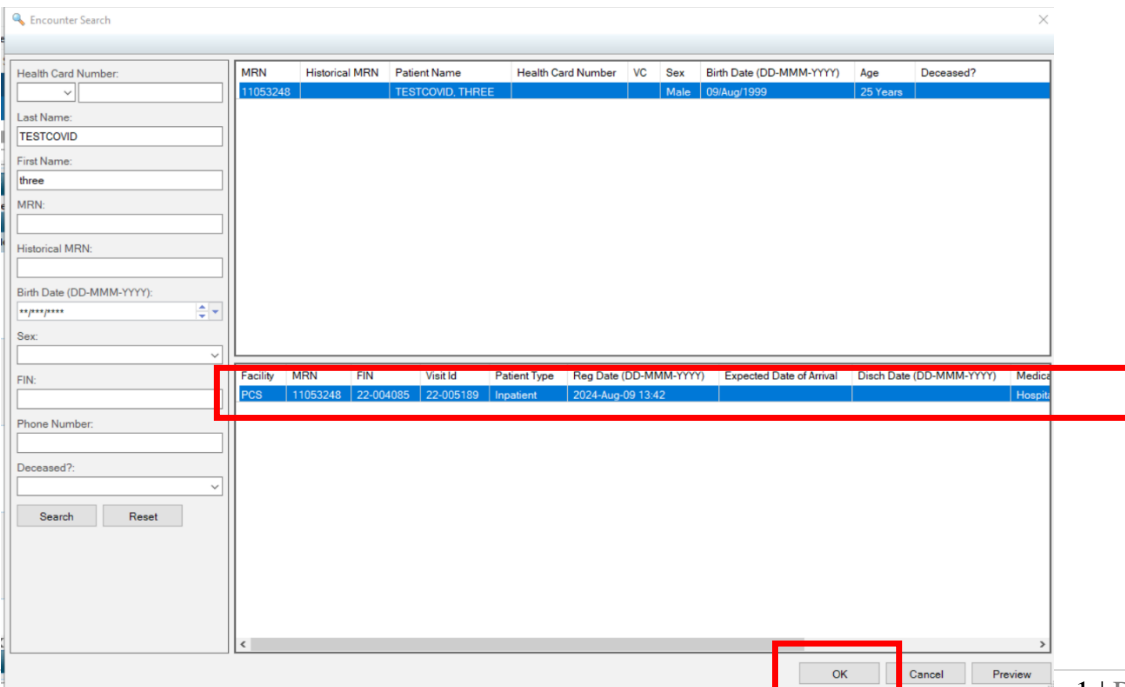 Encounter Search
Health Card Number:
Last Name:
TESTCOVID
First Name:
three
MRN:
Historical MRN:
Birth Date (DD-MMM-YYYY):
**/***/****
Sex:
FIN:
Phone Number:
Deceased?:
Search Reset
MRN Historical MRN Patient Name Health Card Number VC Sex Birth Date (DD-MMM-YYYY) Age Deceased?
11053248 TESTCOVID, THREE Male 09/Aug/1999 25 Years
Facility MRN FIN Visit Id Patient Type Reg Date (DD-MMM-YYYY) Expected Date of Arrival Disch Date (DD-MMM-YYYY) Medica
PCS 11053248 22-004085 22-005189 Inpatient 2024-Aug-09 13:42 Hospita
OK Cancel Preview